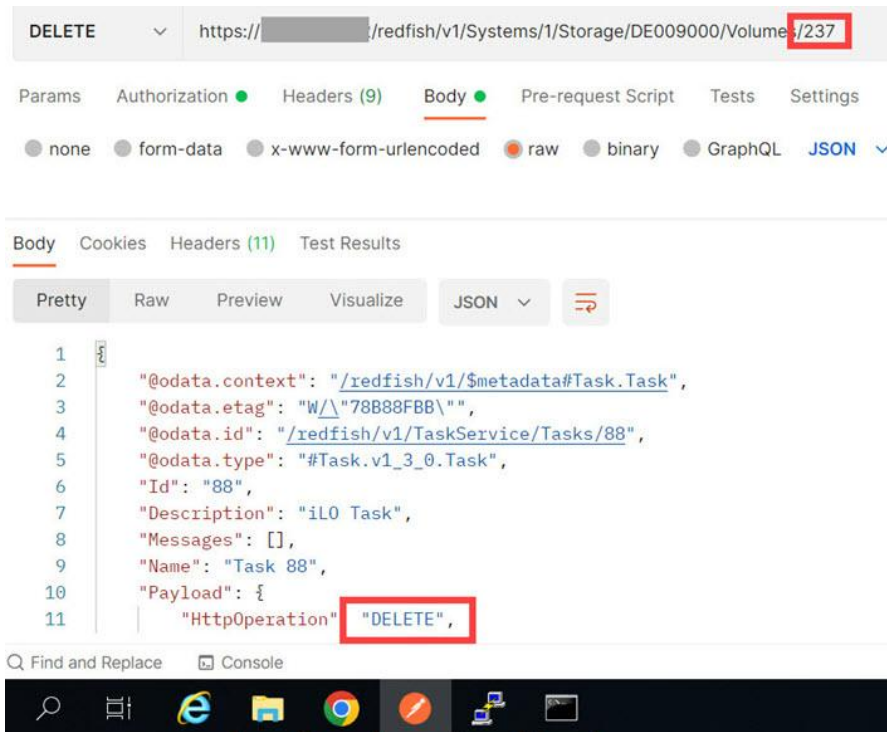 DELETE https:// /redfish/v1/Systems/1/Storage/DE009000/Volumes/237
Params Authorization Headers (9) Body Pre-request Script Tests Settings
none form-data x-www-form-urlencoded raw binary GraphQL JSON
Body Cookies Headers (11) Test Results
Pretty Raw Preview Visualize JSON
1 {
2 "@odata.context": "/redfish/v1/$metadata#Task.Task",
3 "@odata.etag": "W/\"78B88FBB\"",
4 "@odata.id": "/redfish/v1/TaskService/Tasks/88",
5 "@odata.type": "#Task.v1_3_0.Task",
6 "Id": "88",
7 "Description": "iLO Task",
8 "Messages": [],
9 "Name": "Task 88",
10 "Payload": {
11 "HttpOperation" "DELETE",
Find and Replace Console